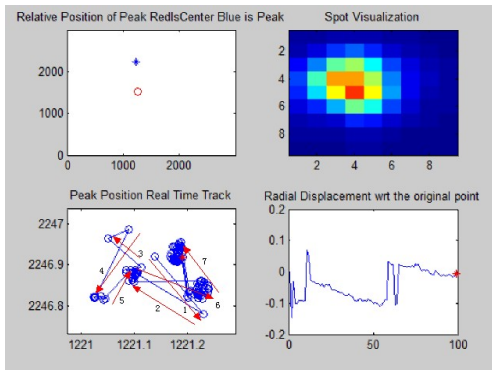 Relative Position of Peak RedIsCenter Blue is Peak
3000
2000
1000
0
0 1000 2000
Spot Visualization
2
4
6
8
2 4 6 8
Peak Position Real Time Track
2247
2246.9
2246.8
1221 1221.1 1221.2
1
2
3
4
5
6
7
Radial Displacement wrt the original point
0.2
0.1
0
-0.1
-0.2
0 50 100